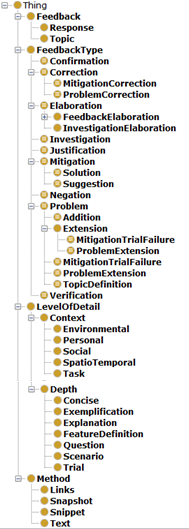 Thing
Feedback
Response
Topic
FeedbackType
Confirmation
Correction
MitigationCorrection
ProblemCorrection
Elaboration
FeedbackElaboration
InvestigationElaboration
Investigation
Justification
Mitigation
Solution
Suggestion
Negation
Problem
Addition
Extension
MitigationTrialFailure
ProblemExtension
MitigationTrialFailure
ProblemExtension
TopicDefinition
Verification
LevelOfDetail
Context
Environmental
Personal
Social
SpatioTemporal
Task
Depth
Concise
Exemplification
Explanation
FeatureDefinition
Question
Scenario
Trial
Method
Links
Snapshot
Snippet
Text